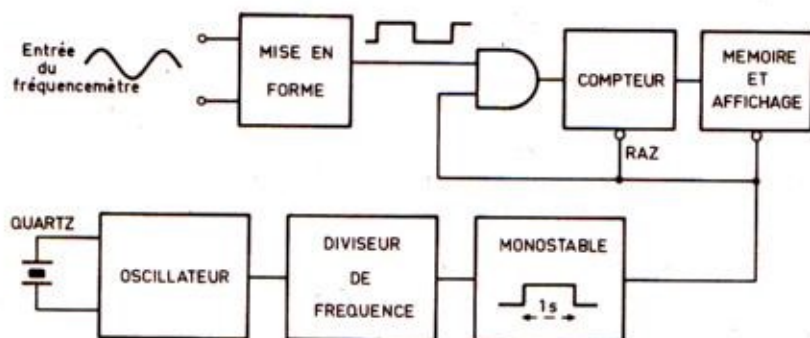 Entrée
du
fréquencemètre
MISE EN
FORME
COMPTEUR
MEMOIRE
ET
AFFICHAGE
RAZ
QUARTZ
OSCILLATEUR
DIVISEUR
DE
FREQUENCE
MONOSTABLE
1s